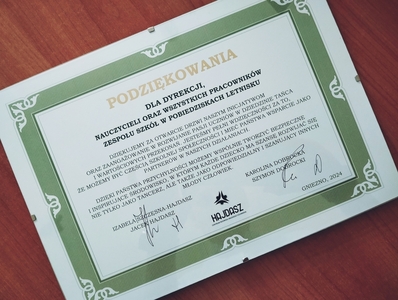 PODZIĘKOWANIA
DLA DYREKCJI,
NAUCZYCIELI ORAZ WSZYSTKICH PRACOWNIKÓW
ZESPOŁU SZKÓŁ W POBIEDZISKACH LETNISKU
DZIĘKUJEMY ZA OTWARCIE DRZWI NASZYM INICJATYWOM
ORAZ ZAANGAŻOWANIE W ROZWIJANIE PASJI UCZNIÓW W DZIEDZINIE TAŃCA
I WARTOŚCIOWYCH PRZEKONAŃ. JESTEŚMY PEŁNI WDZIĘCZNOŚCI ZA TO,
ŻE MOŻEMY BYĆ CZĘŚCIĄ SZKOLNEJ SPOŁECZNOŚCI I MIEĆ PAŃSTWA WSPARCIE JAKO
PARTNERÓW W NASZYCH DZIAŁANIACH.
DZIĘKI PAŃSTWA PRZYCHYLNOŚCI MOŻEMY WSPÓLNIE TWORZYĆ BEZPIECZNE
I INSPIRUJĄCE ŚRODOWISKO, W KTÓRYM KAŻDE DZIECKO MA SZANSĘ ROZWIJAĆ SIĘ
NIE TYLKO JAKO TANCERZ, ALE TAKŻE JAKO ODPOWIEDZIALNY I SZANUJĄCY INNYCH
MŁODY CZŁOWIEK.
IZABELA SZCZESNA-HAJDASZ
JACEK HAJDASZ
KAROLINA DOBROCKA
SZYMON DOBROCKI
HAJDASZ
GNIEZNO, 2024